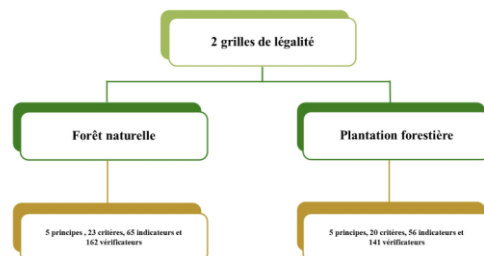 2 grilles de légalité
Forêt naturelle
Plantation forestière
5 principes , 23 critères, 65 indicateurs et
162 vérificateurs
5 principes, 20 critères, 56 indicateurs et
141 vérificateurs